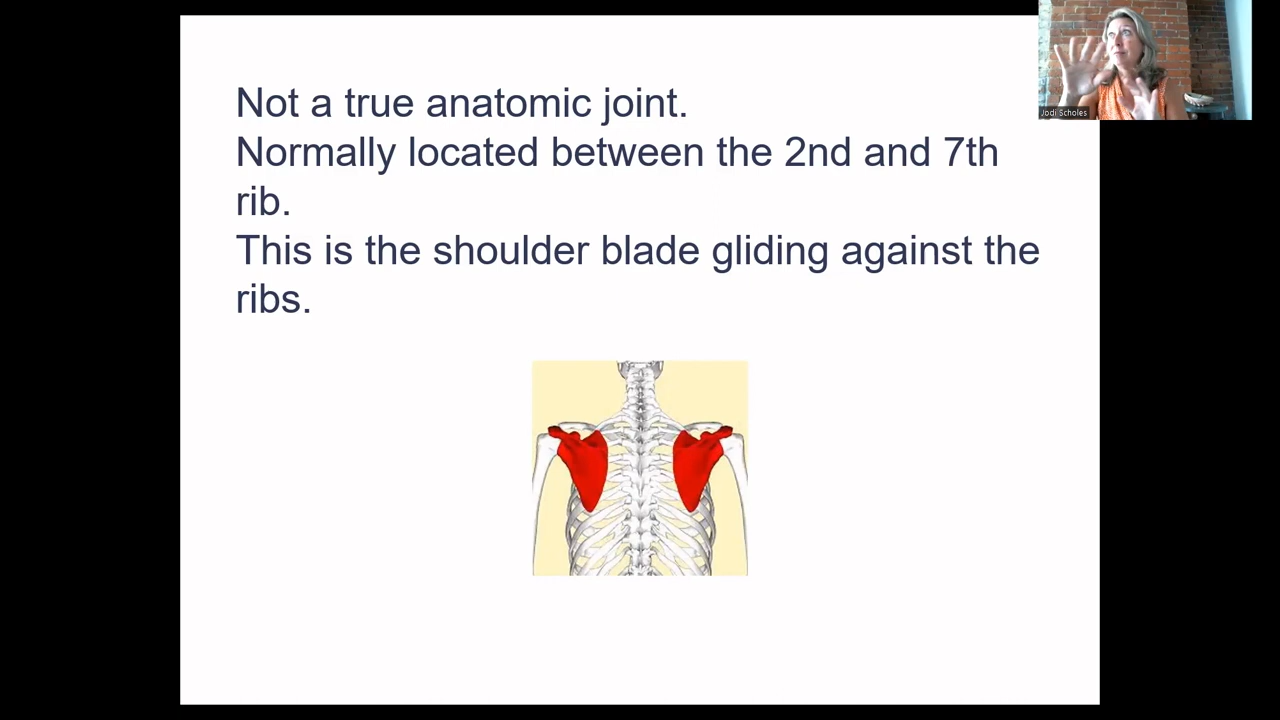 Not a true anatomic joint.
Normally located between the 2nd and 7th
rib.
This is the shoulder blade gliding against the
ribs.
Jodi Scholes